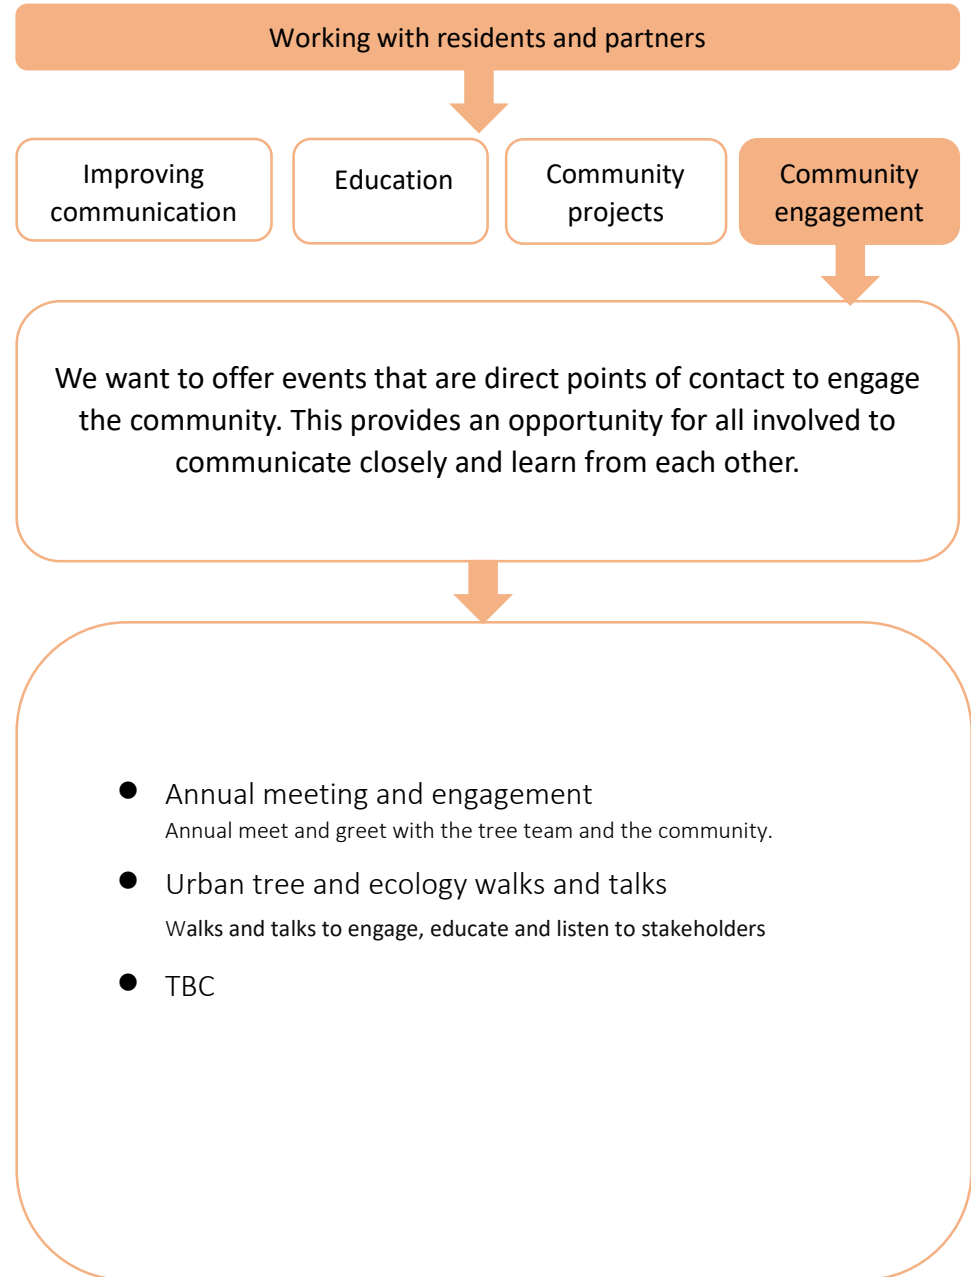 Working with residents and partners
Improving
communication
Education
Community
projects
Community
engagement
We want to offer events that are direct points of contact to engage
the community. This provides an opportunity for all involved to
communicate closely and learn from each other.
● Annual meeting and engagement
Annual meet and greet with the tree team and the community.
● Urban tree and ecology walks and talks
Walks and talks to engage, educate and listen to stakeholders
● TBC